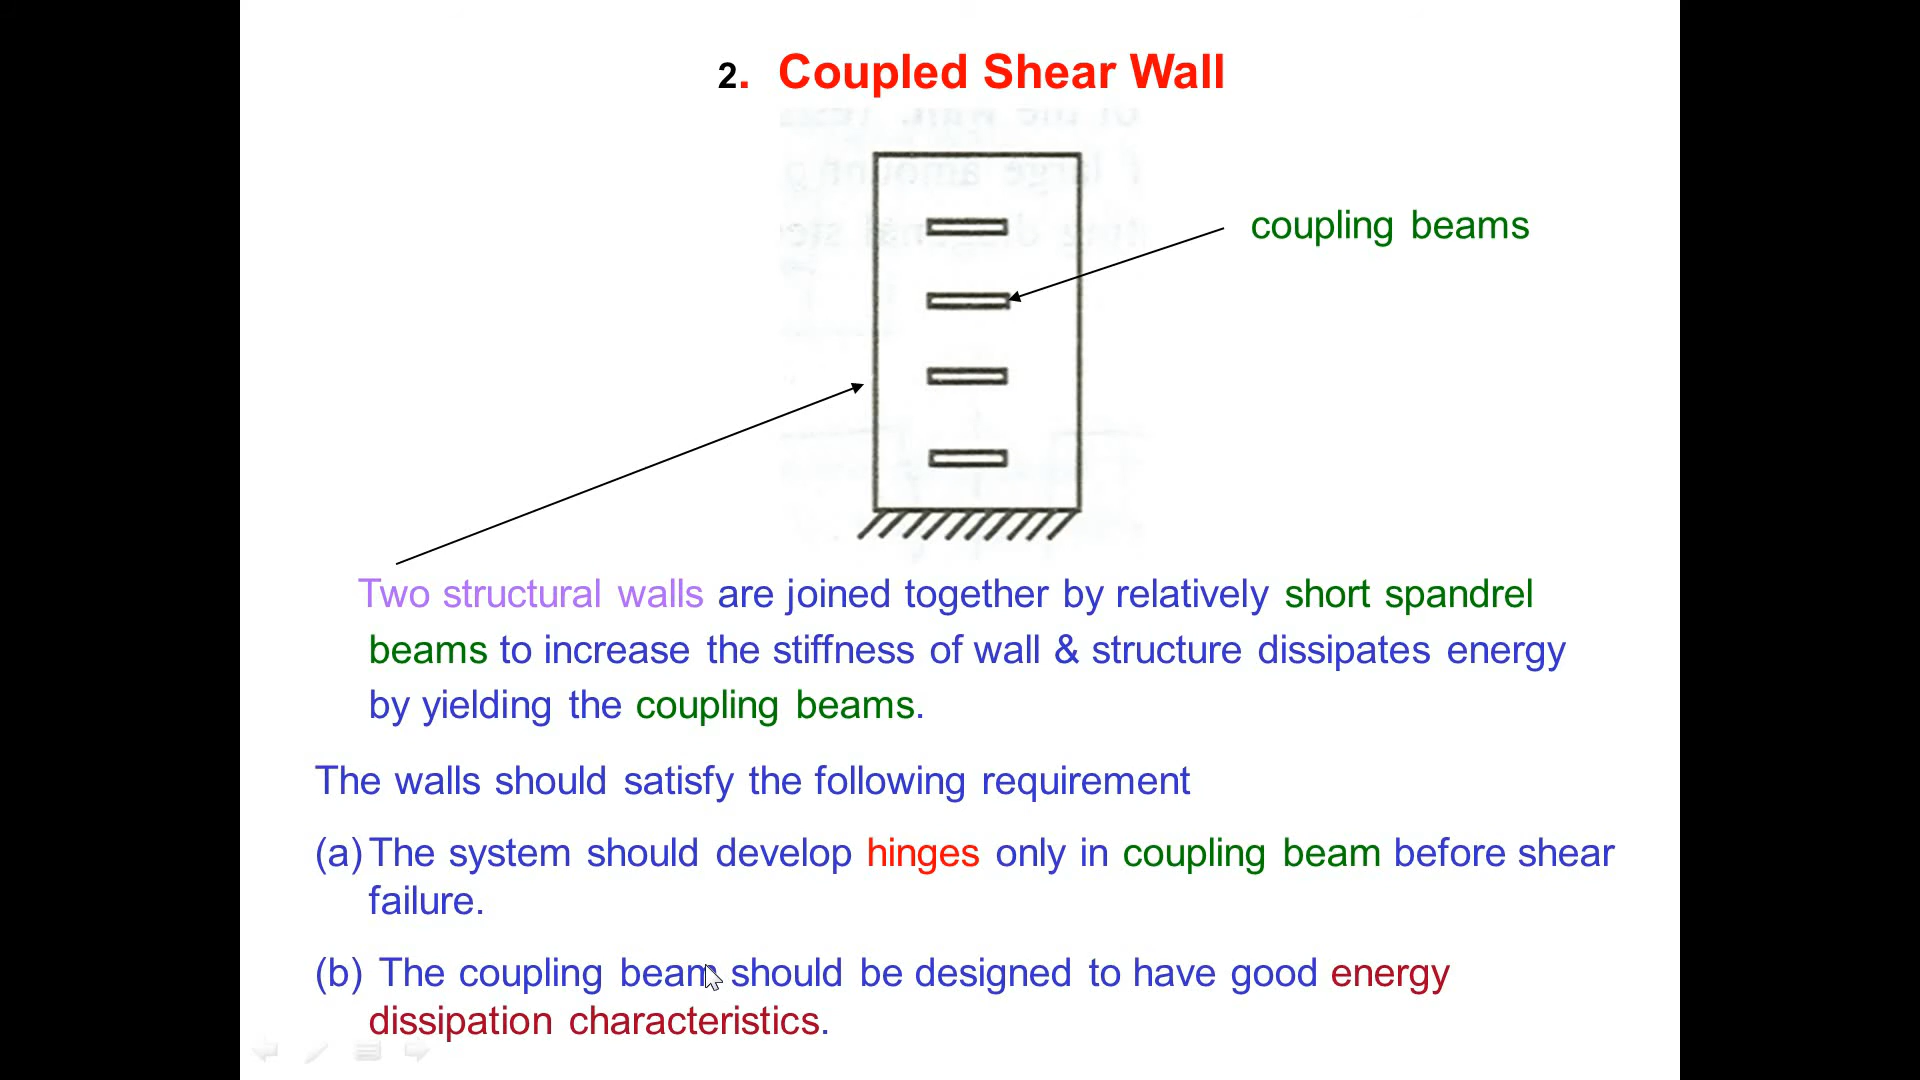 2. Coupled Shear Wall
coupling beams
Two structural walls are joined together by relatively short spandrel
beams to increase the stiffness of wall & structure dissipates energy
by yielding the coupling beams.
The walls should satisfy the following requirement
(a) The system should develop hinges only in coupling beam before shear
failure.
(b) The coupling beam should be designed to have good energy
dissipation characteristics.